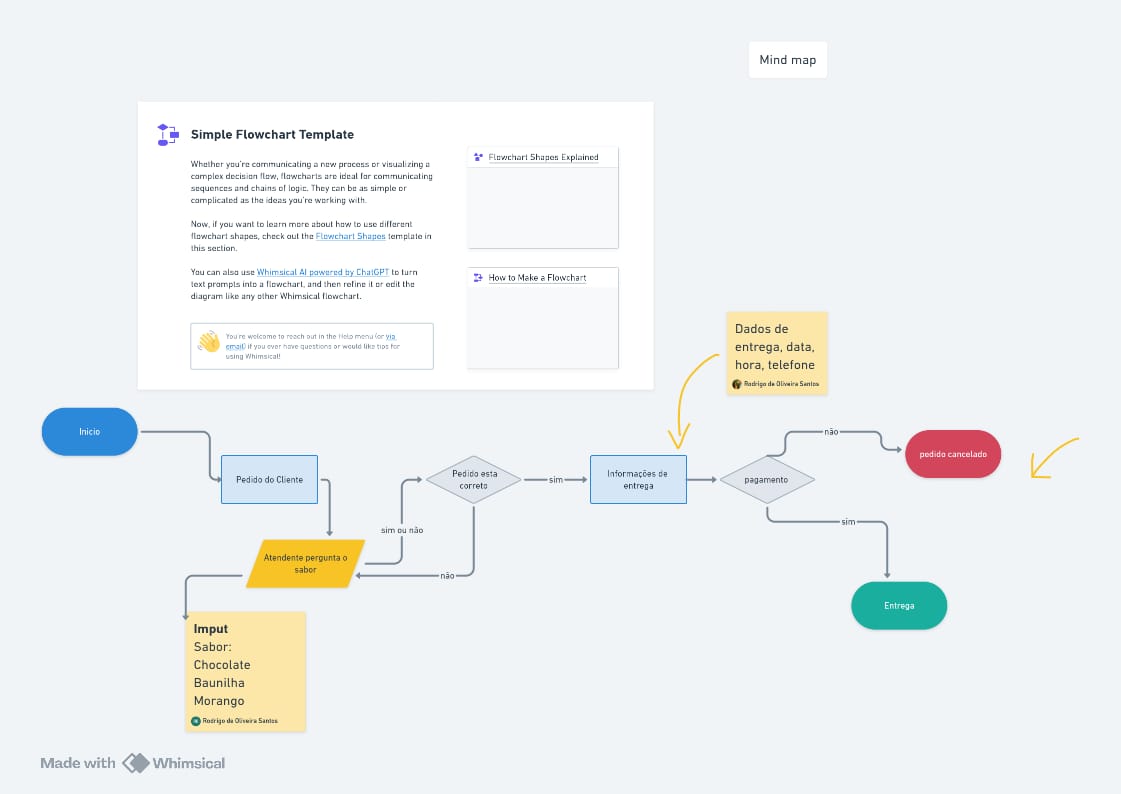 Mind map
Simple Flowchart Template
Whether you're communicating a new process or visualizing a
complex decision flow, flowcharts are ideal for communicating
sequences and chains of logic. They can be as simple or
complicated as the ideas you're working with.
Now, if you want to learn more about how to use different
flowchart shapes, check out the Flowchart Shapes template in
this section.
You can also use Whimsical AI powered by ChatGPT to turn
text prompts into a flowchart, and then refine it or edit the
diagram like any other Whimsical flowchart.
You're welcome to reach out in the Help menu (or via
email) if you ever have questions or would like tips for
using Whimsical!
Flowchart Shapes Explained
How to Make a Flowchart
Dados de
entrega, data,
hora, telefone
Rodrigo de Oliveira Santos
Inicio
Pedido do Cliente
Atendente pergunta o
sabor
sim ou não
Pedido esta
correto
não
sim
Informações de
entrega
pagamento
não
pedido cancelado
sim
Entrega
Imput
Sabor:
Chocolate
Baunilha
Morango
Rodrigo de Oliveira Santos
Made with Whimsical